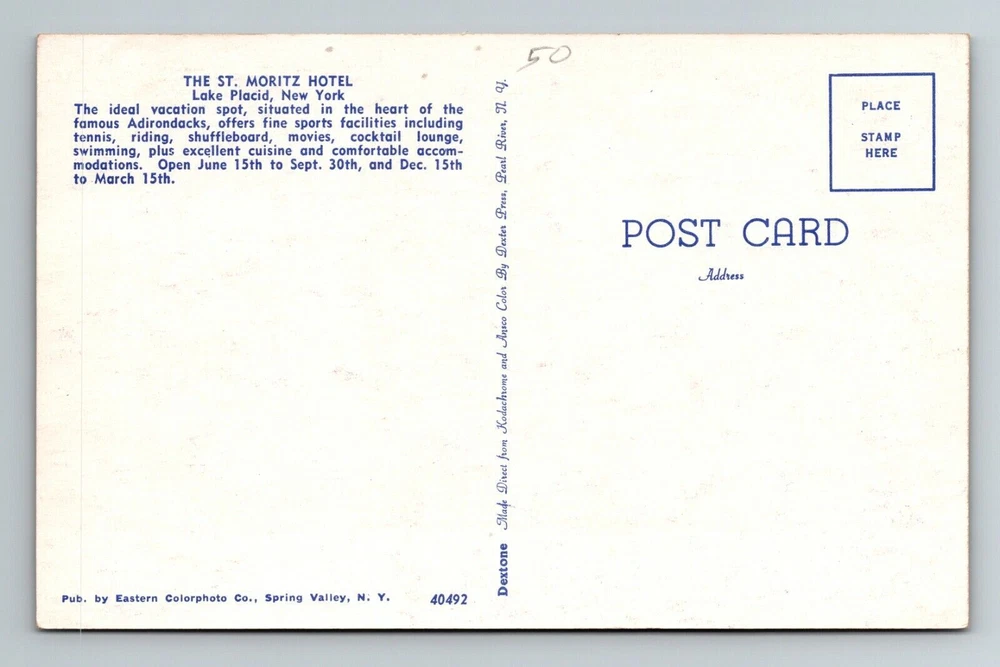 50
THE ST. MORITZ HOTEL
Lake Placid, New York
The ideal vacation spot, situated in the heart of the
famous Adirondacks, offers fine sports facilities including
tennis, riding, shuffleboard, movies, cocktail lounge,
swimming, plus excellent cuisine and comfortable accom-
modations. Open June 15th to Sept. 30th, and Dec. 15th
to March 15th.
Pub. by Eastern Colorphoto Co., Spring Valley, N. Y.
40492
Dextone Made Direct from Kodachrome and Ansco Color By Dexter Press, Pearl River, N. Y.
PLACE
STAMP
HERE
POST CARD
Address